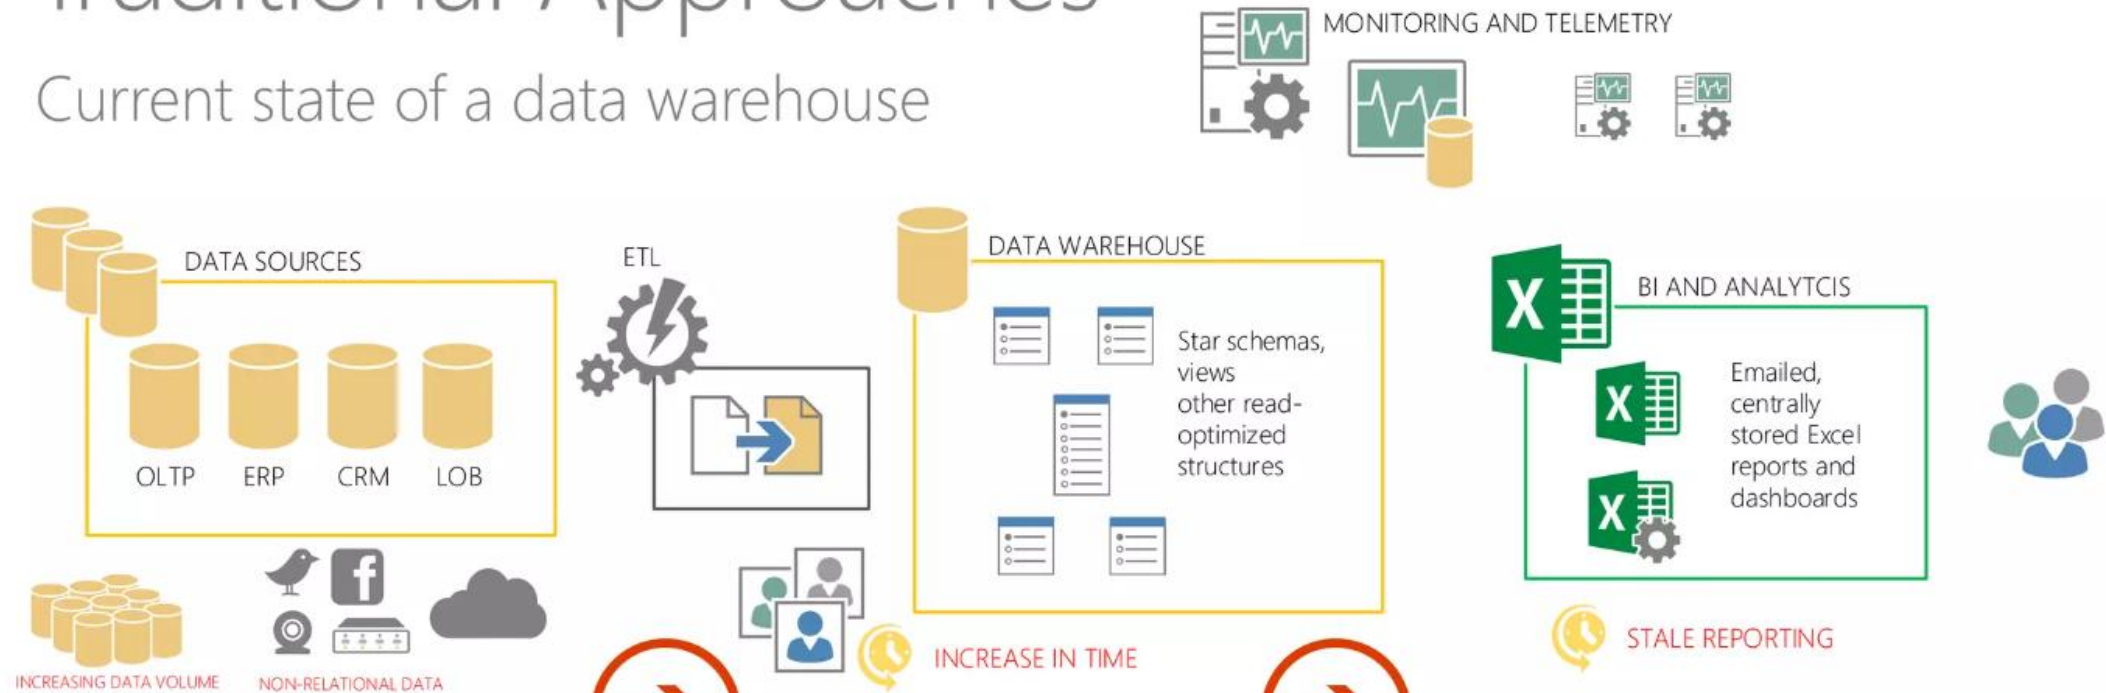 Traditional Approaches
Current state of a data warehouse
MONITORING AND TELEMETRY
DATA SOURCES
OLTP
ERP
CRM
LOB
INCREASING DATA VOLUME
NON-RELATIONAL DATA
ETL
DATA WAREHOUSE
Star schemas,
views
other read-
optimized
structures
INCREASE IN TIME
BI AND ANALYTCIS
Emailed,
centrally
stored Excel
reports and
dashboards
STALE REPORTING